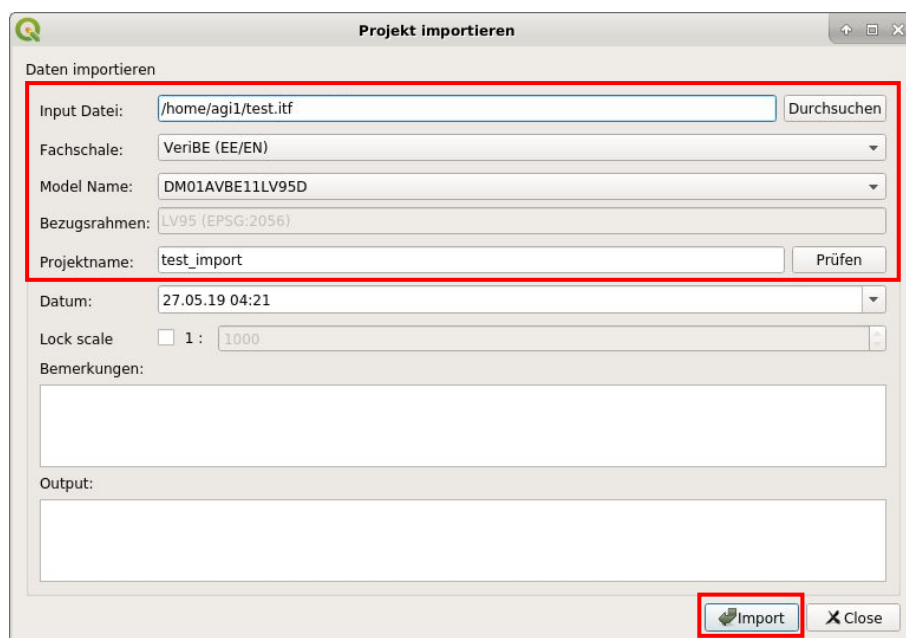 Projekt importieren
Daten importieren
Input Datei: /home/agi1/test.itf Durchsuchen
Fachschale: VeriBE (EE/EN)
Model Name: DM01AVBE11LV95D
Bezugsrahmen: LV95 (EPSG:2056)
Projektname: test_import Prüfen
Datum: 27.05.19 04:21
Lock scale 1 : 1000
Bemerkungen:
Output:
Import Close